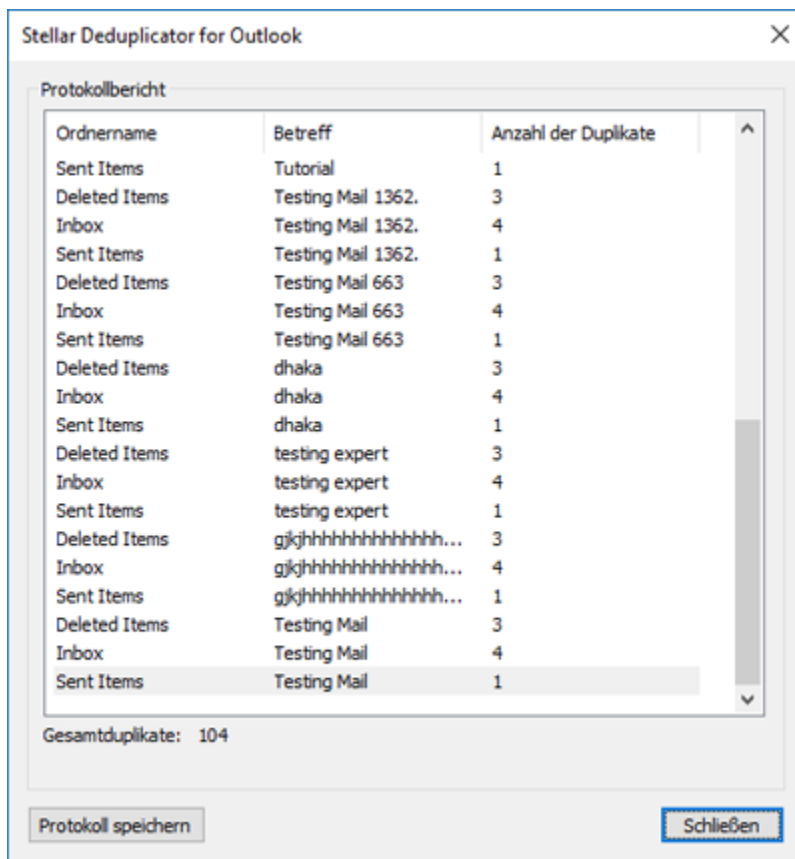 Stellar Deduplicator for Outlook
Protokollbericht
Ordnername Betreff Anzahl der Duplikate
Sent Items Tutorial 1
Deleted Items Testing Mail 1362. 3
Inbox Testing Mail 1362. 4
Sent Items Testing Mail 1362. 1
Deleted Items Testing Mail 663 3
Inbox Testing Mail 663 4
Sent Items Testing Mail 663 1
Deleted Items dhaka 3
Inbox dhaka 4
Sent Items dhaka 1
Deleted Items testing expert 3
Inbox testing expert 4
Sent Items testing expert 1
Deleted Items gjkjhhhhhhhhhhhhhh... 3
Inbox gjkjhhhhhhhhhhhhhh... 4
Sent Items gjkjhhhhhhhhhhhhhh... 1
Deleted Items Testing Mail 3
Inbox Testing Mail 4
Sent Items Testing Mail 1
Gesamtduplikate: 104
Protokoll speichern Schließen